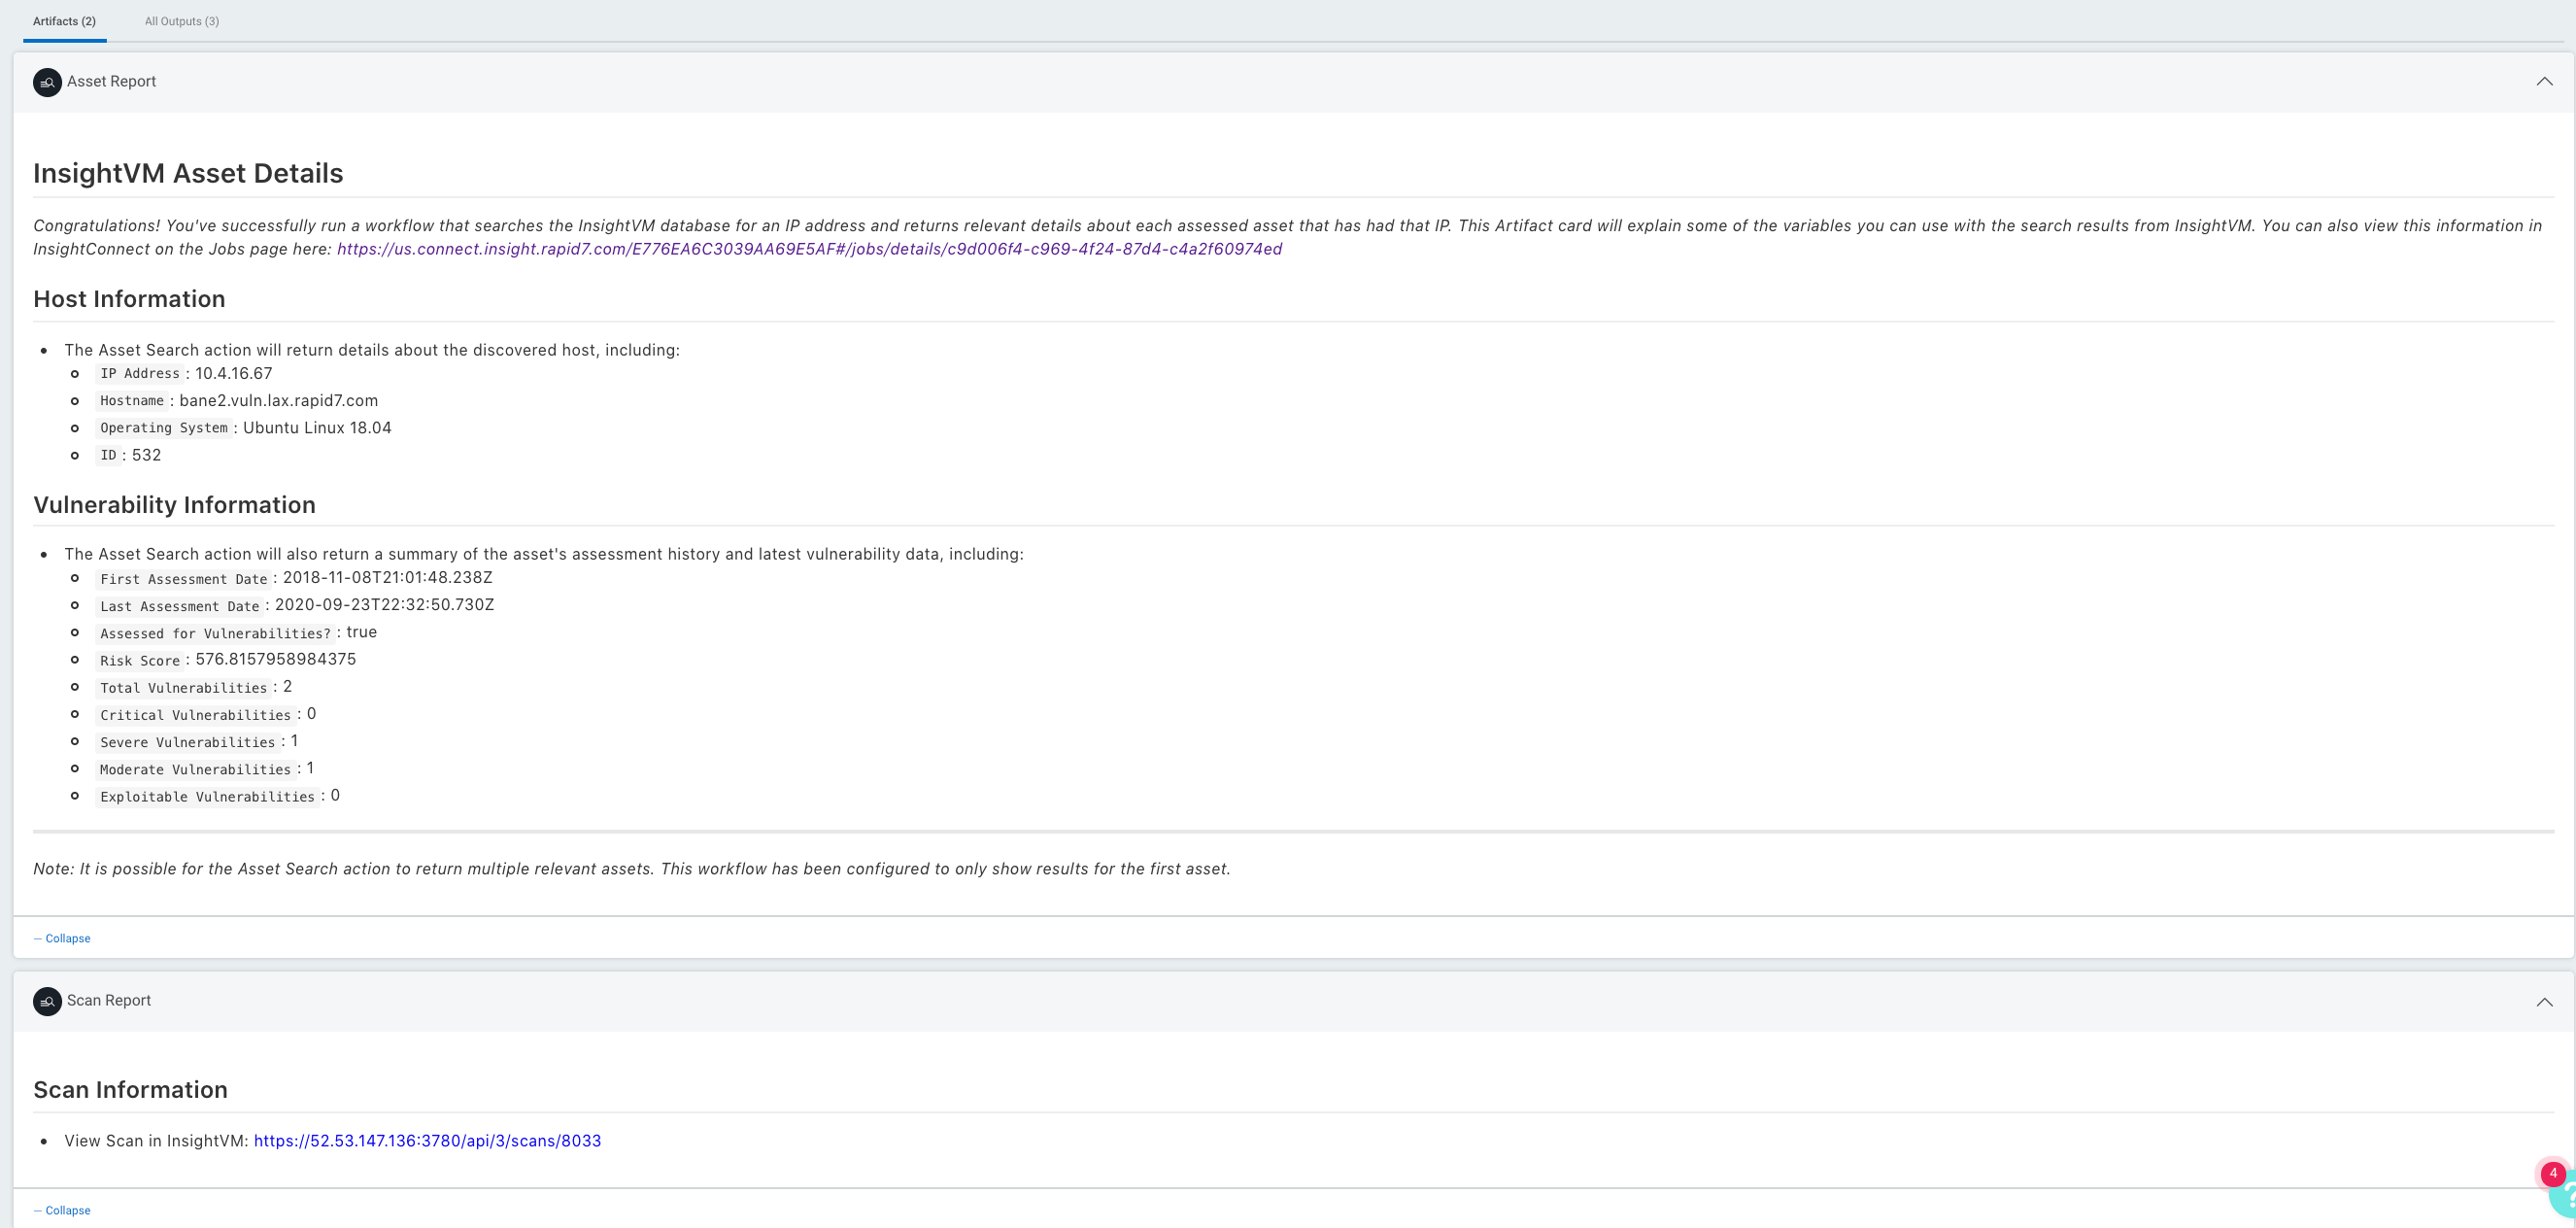 Artifacts (2)
All Outputs (3)
Asset Report
InsightVM Asset Details
Congratulations! You've successfully run a workflow that searches the InsightVM database for an IP address and returns relevant details about each assessed asset that has had that IP. This Artifact card will explain some of the variables you can use with the search results from InsightVM. You can also view this information in
InsightConnect on the Jobs page here: https://us.connect.insight.rapid7.com/E776EA6C3039AA69E5AF#/jobs/details/c9d006f4-c969-4f24-87d4-c4a2f60974ed
Host Information
The Asset Search action will return details about the discovered host, including:
IP Address : 10.4.16.67
Hostname : bane2.vuln.lax.rapid7.com
Operating System : Ubuntu Linux 18.04
ID : 532
Vulnerability Information
The Asset Search action will also return a summary of the asset's assessment history and latest vulnerability data, including:
First Assessment Date : 2018-11-08T21:01:48.238Z
Last Assessment Date : 2020-09-23T22:32:50.730Z
Assessed for Vulnerabilities? : true
Risk Score : 576.8157958984375
Total Vulnerabilities : 2
Critical Vulnerabilities : 0
Severe Vulnerabilities : 1
Moderate Vulnerabilities : 1
Exploitable Vulnerabilities : 0
Note: It is possible for the Asset Search action to return multiple relevant assets. This workflow has been configured to only show results for the first asset.
— Collapse
Scan Report
Scan Information
View Scan in InsightVM: https://52.53.147.136:3780/api/3/scans/8033
4
?
— Collapse